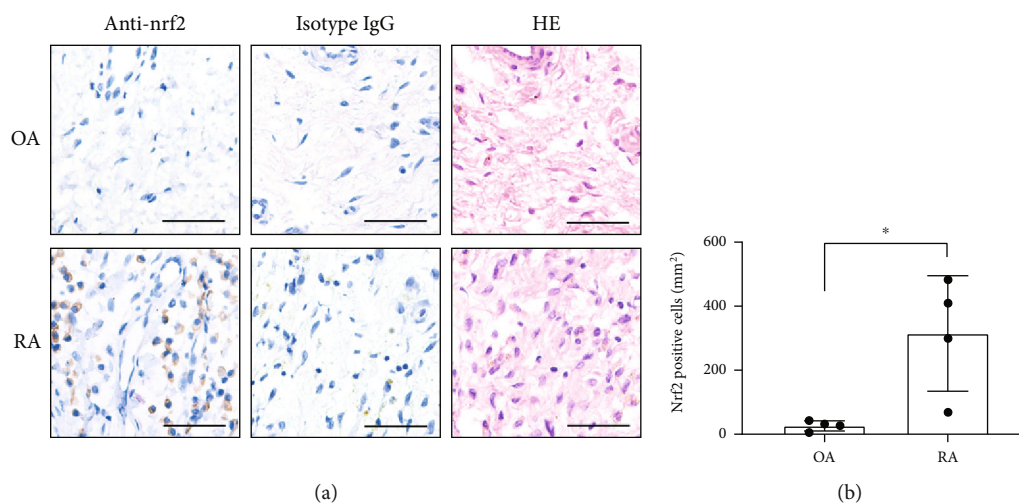 Anti-nrf2 Isotype IgG HE
OA
RA
(a)
*
Nrf2 positive cells (mm²)
600
400
200
0
OA RA
(b)